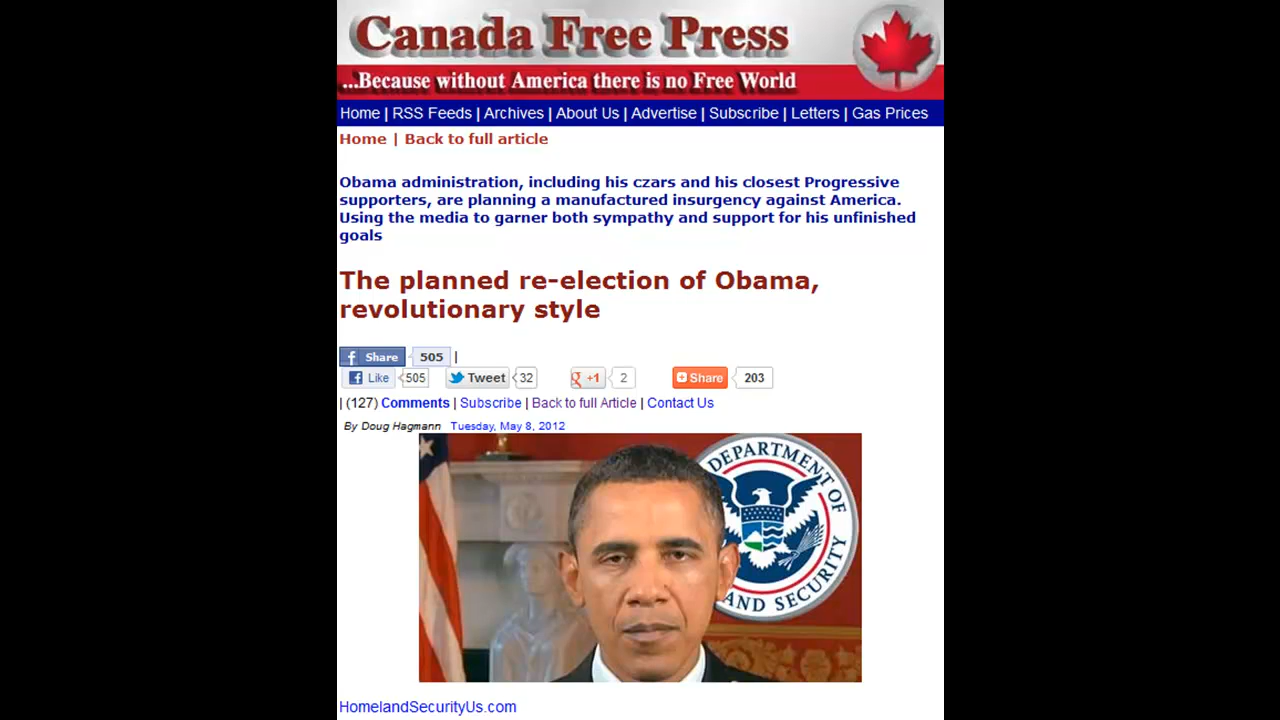 Canada Free Press
...Because without America there is no Free World
Home | RSS Feeds | Archives | About Us | Advertise | Subscribe | Letters | Gas Prices
Home | Back to full article
Obama administration, including his czars and his closest Progressive
supporters, are planning a manufactured insurgency against America.
Using the media to garner both sympathy and support for his unfinished
goals
The planned re-election of Obama,
revolutionary style
f Share 505 |
f Like 505 Tweet 32 g +1 2 + Share 203
| (127) Comments | Subscribe | Back to full Article | Contact Us
By Doug Hagmann Tuesday, May 8, 2012
DEPARTMENT OF
LAND SECURITY
HomelandSecurityUs.com